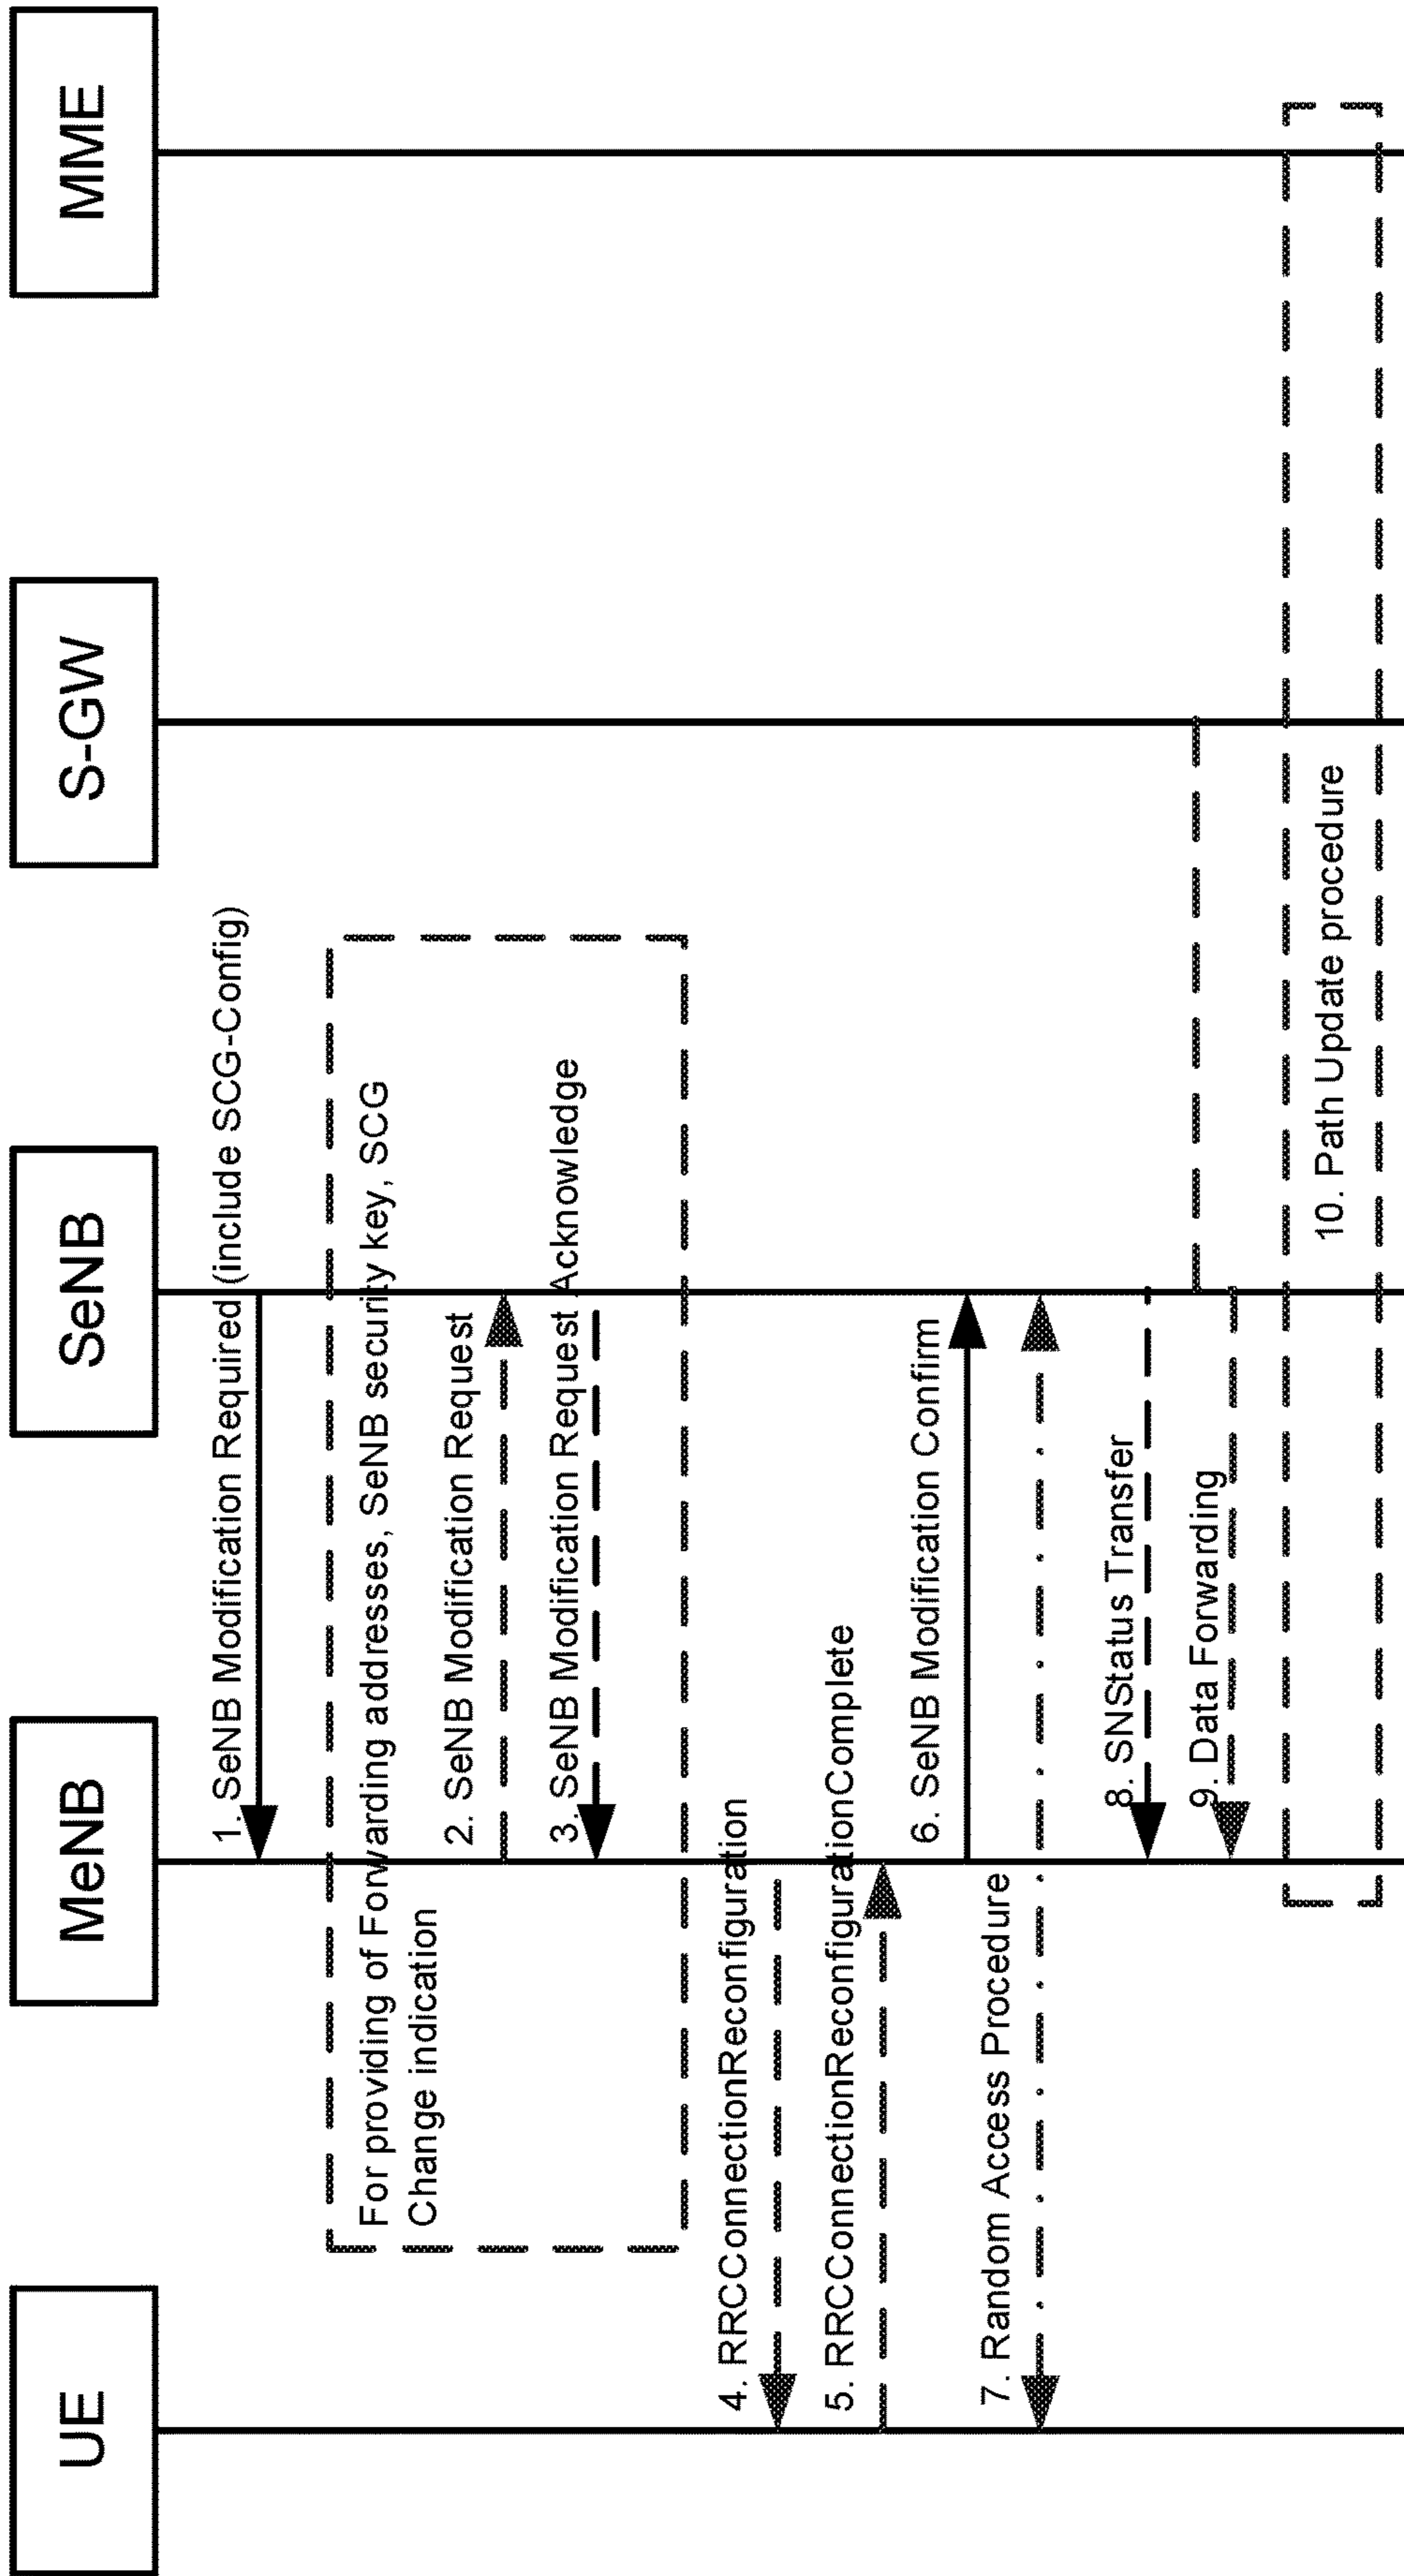 UE
MeNB
SeNB
S-GW
MME
1. SeNB Modification Required (include SCG-Config)
For providing of Forwarding addresses, SeNB security key, SCG
Change indication
2. SeNB Modification Request
3. SeNB Modification Request Acknowledge
4. RRCConnectionReconfiguration
5. RRCConnectionReconfigurationComplete
6. SeNB Modification Confirm
7. Random Access Procedure
8. SNStatus Transfer
9. Data Forwarding
10. Path Update procedure